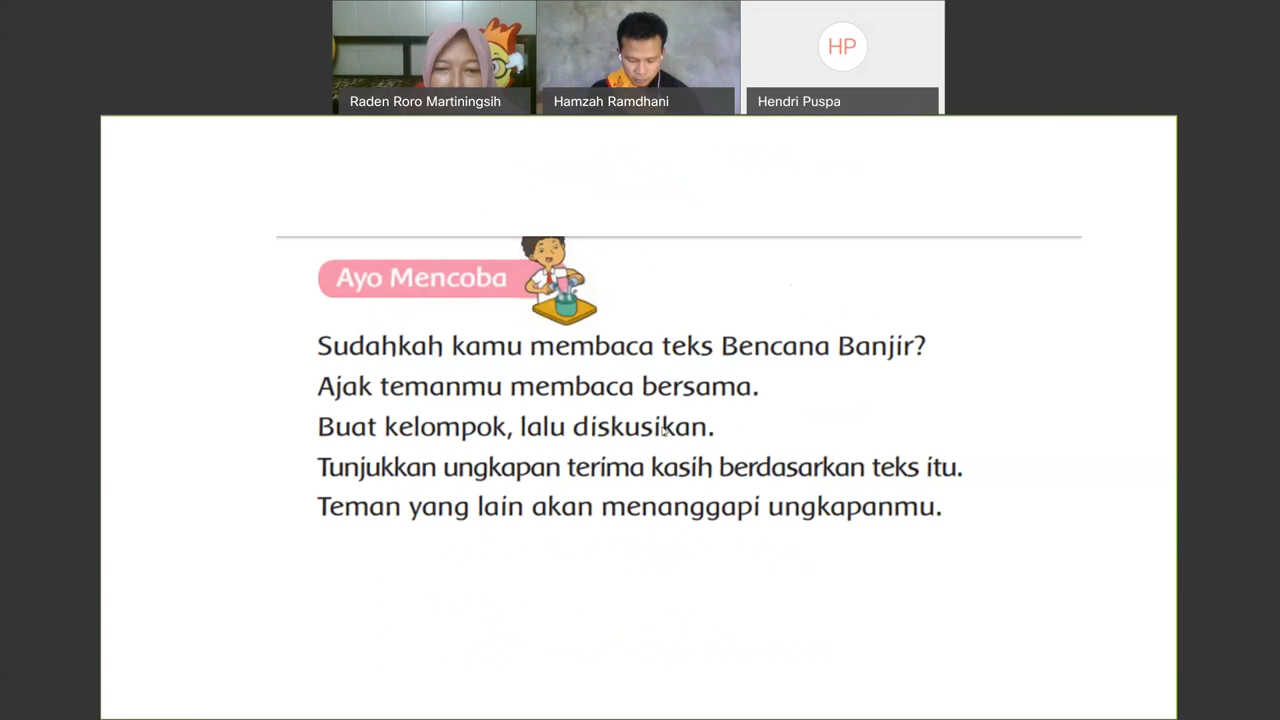 Raden Roro Martiningsih
Hamzah Ramdhani
HP
Hendri Puspa
Ayo Mencoba
Sudahkah kamu membaca teks Bencana Banjir?
Ajak temanmu membaca bersama.
Buat kelompok, lalu diskusikan.
Tunjukkan ungkapan terima kasih berdasarkan teks itu.
Teman yang lain akan menanggapi ungkapanmu.